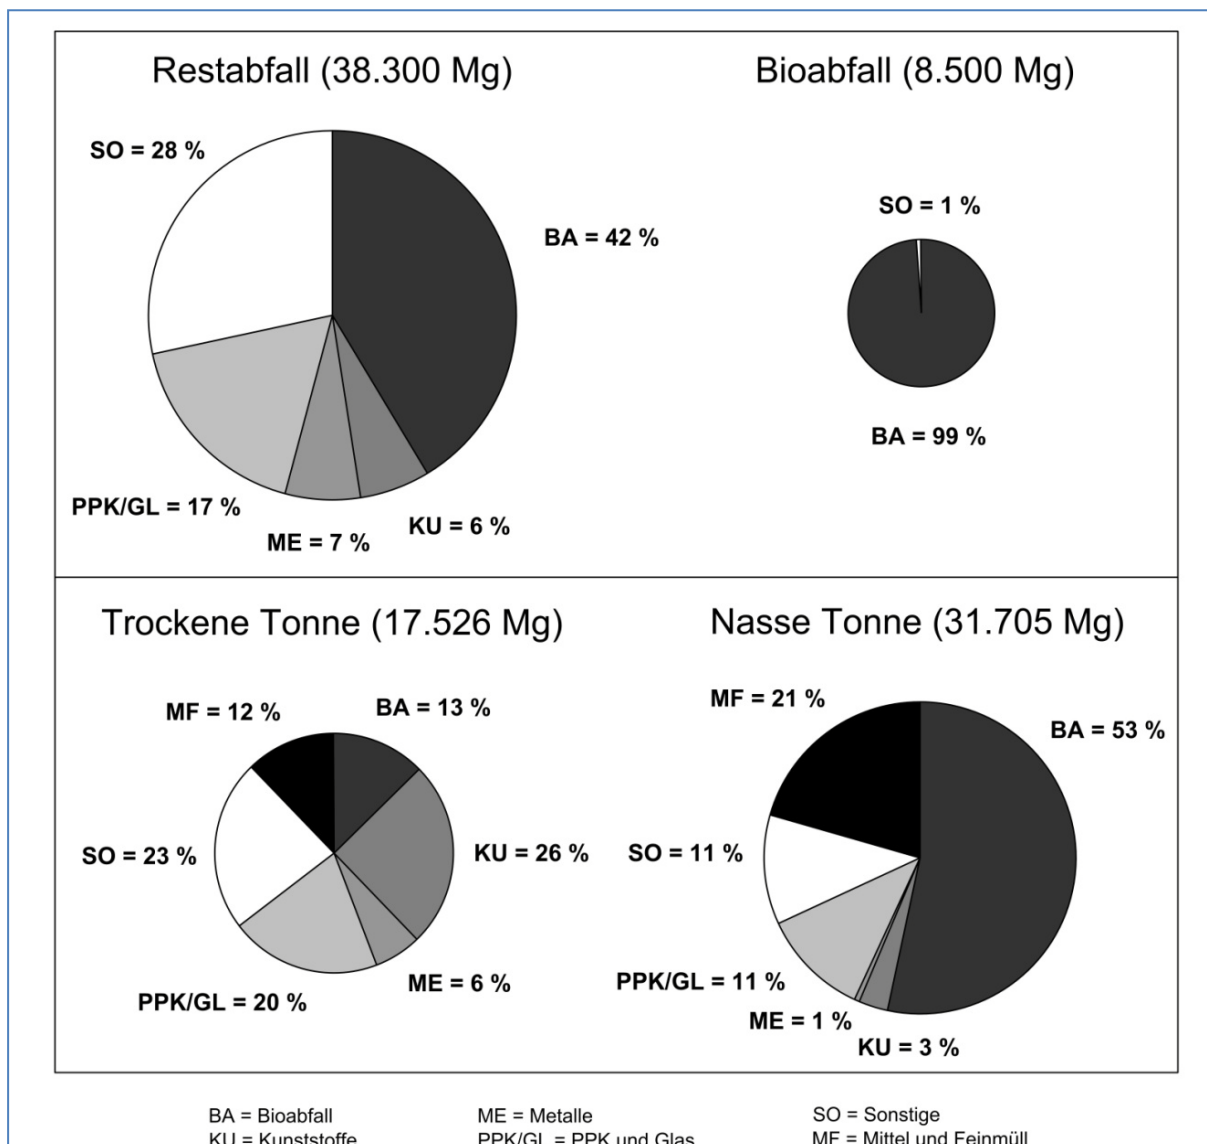 Restabfall (38.300 Mg)
SO = 28 %
BA = 42 %
PPK/GL = 17 %
ME = 7 %
KU = 6 %
Bioabfall (8.500 Mg)
SO = 1 %
BA = 99 %
Trockene Tonne (17.526 Mg)
MF = 12 %
BA = 13 %
SO = 23 %
KU = 26 %
PPK/GL = 20 %
ME = 6 %
Nasse Tonne (31.705 Mg)
MF = 21 %
BA = 53 %
SO = 11 %
PPK/GL = 11 %
ME = 1 %
KU = 3 %
BA = Bioabfall
ME = Metalle
SO = Sonstige
KU = Kunststoffe
PPK/GL = PPK und Glas
MF = Mittel und Feinmüll